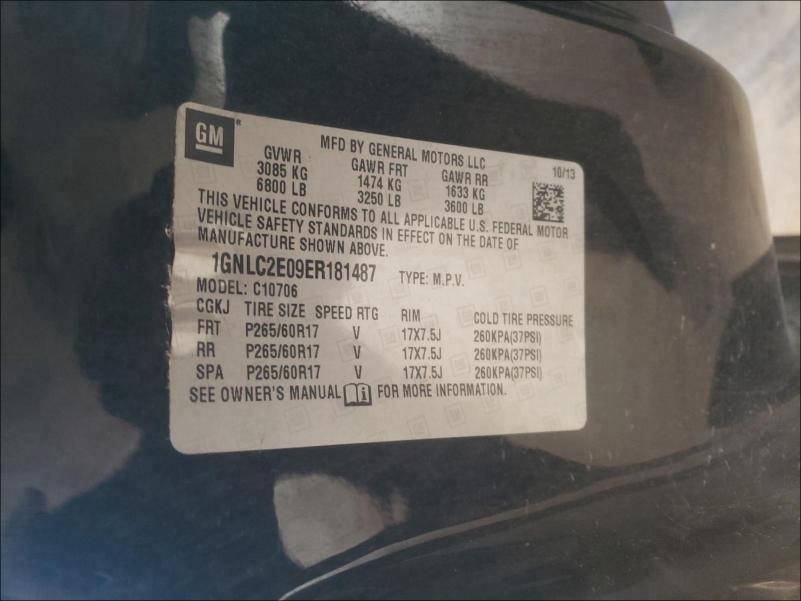 GM®
MFD BY GENERAL MOTORS LLC
10/13
GVWR GAWR FRT GAWR RR
3085 KG 1474 KG 1633 KG
6800 LB 3250 LB 3600 LB
THIS VEHICLE CONFORMS TO ALL APPLICABLE U.S. FEDERAL MOTOR
VEHICLE SAFETY STANDARDS IN EFFECT ON THE DATE OF
MANUFACTURE SHOWN ABOVE.
1GNLC2E09ER181487 TYPE: M.P.V.
MODEL: C10706
CGKJ TIRE SIZE SPEED RTG RIM COLD TIRE PRESSURE
FRT P265/60R17 V 17X7.5J 260KPA(37PSI)
RR P265/60R17 V 17X7.5J 260KPA(37PSI)
SPA P265/60R17 V 17X7.5J 260KPA(37PSI)
SEE OWNER'S MANUAL i FOR MORE INFORMATION.